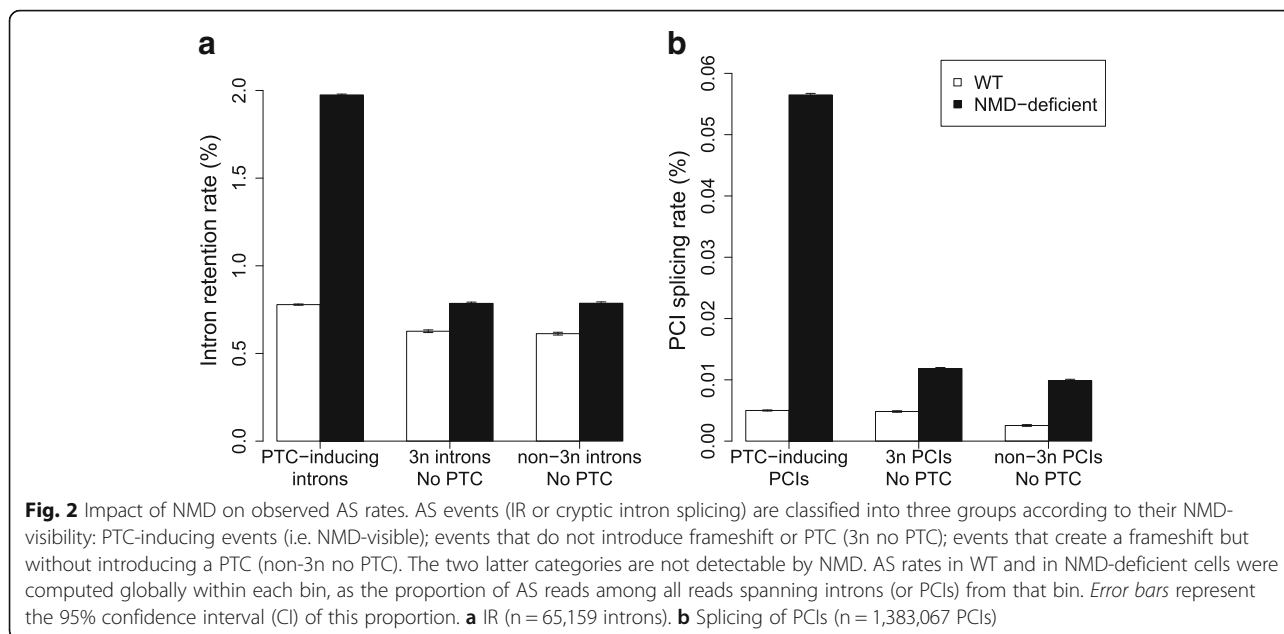 a
b
Intron retention rate (%)
0.0
0.5
1.0
1.5
2.0
PTC−inducing
introns
3n introns
No PTC
non−3n introns
No PTC
PCI splicing rate (%)
0.00
0.01
0.02
0.03
0.04
0.05
0.06
WT
NMD−deficient
PTC−inducing
PCIs
3n PCIs
No PTC
non−3n PCIs
No PTC
Fig. 2 Impact of NMD on observed AS rates. AS events (IR or cryptic intron splicing) are classified into three groups according to their NMD-
visibility: PTC-inducing events (i.e. NMD-visible); events that do not introduce frameshift or PTC (3n no PTC); events that create a frameshift but
without introducing a PTC (non-3n no PTC). The two latter categories are not detectable by NMD. AS rates in WT and in NMD-deficient cells were
computed globally within each bin, as the proportion of AS reads among all reads spanning introns (or PCIs) from that bin. Error bars represent
the 95% confidence interval (CI) of this proportion. a IR (n = 65,159 introns). b Splicing of PCIs (n = 1,383,067 PCIs)